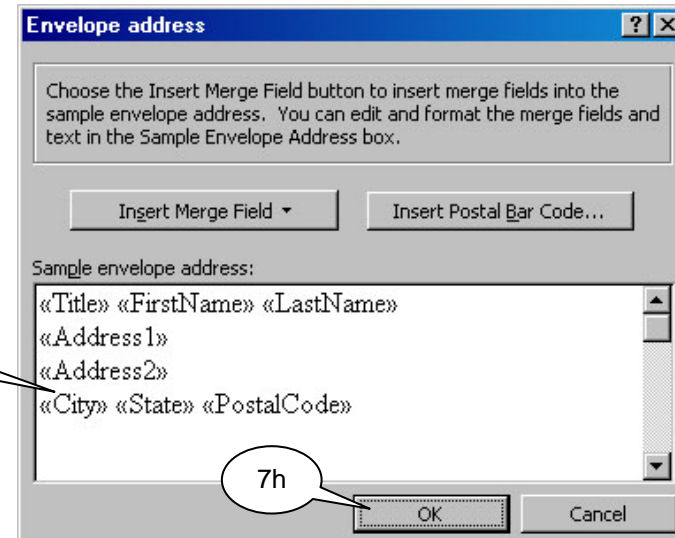 Envelope address
Choose the Insert Merge Field button to insert merge fields into the
sample envelope address. You can edit and format the merge fields and
text in the Sample Envelope Address box.
Insert Merge Field
Insert Postal Bar Code...
Sample envelope address:
«Title» «FirstName» «LastName»
«Address1»
«Address2»
«City» «State» «PostalCode»
7h
OK
Cancel